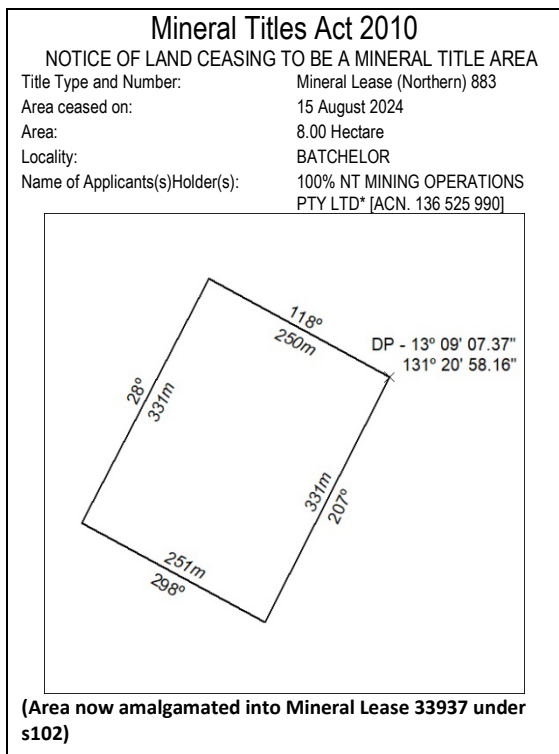 Mineral Titles Act 2010
NOTICE OF LAND CEASING TO BE A MINERAL TITLE AREA
Title Type and Number: Mineral Lease (Northern) 883
Area ceased on: 15 August 2024
Area: 8.00 Hectare
Locality: BATCHELOR
Name of Applicants(s)Holder(s): 100% NT MINING OPERATIONS
PTY LTD* [ACN. 136 525 990]
118°
250m
DP - 13° 09' 07.37"
131° 20' 58.16"
28°
331m
331m
207°
251m
298°
(Area now amalgamated into Mineral Lease 33937 under
s102)